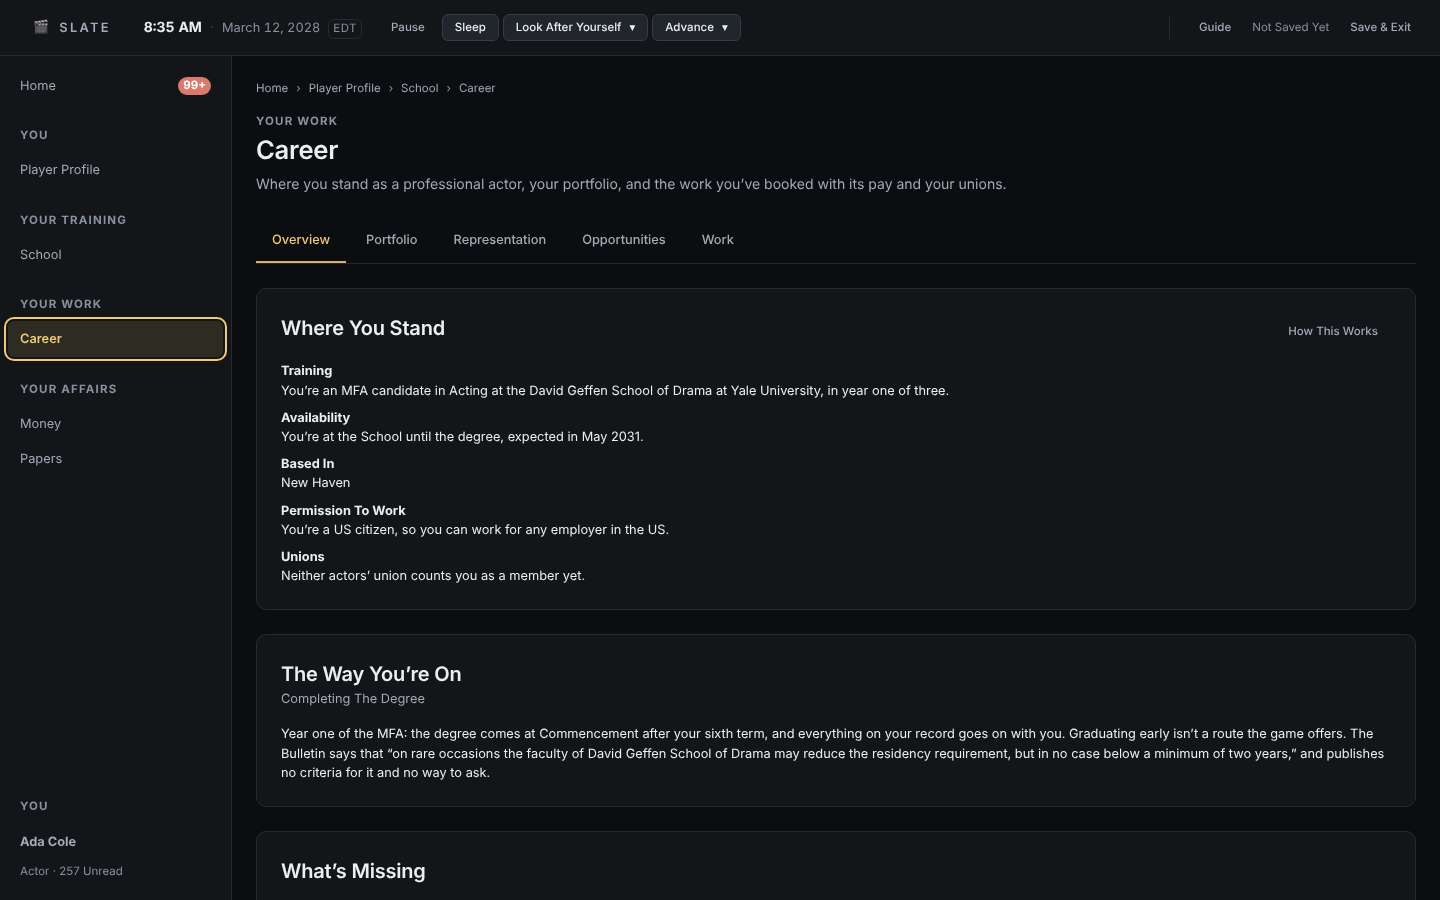 SLATE
8:35 AM · March 12, 2028 EDT
Pause
Sleep
Look After Yourself ▾
Advance ▾
Guide
Not Saved Yet
Save & Exit
Home
99+
YOU
Player Profile
YOUR TRAINING
School
YOUR WORK
Career
YOUR AFFAIRS
Money
Papers
YOU
Ada Cole
Actor · 257 Unread
Home › Player Profile › School › Career
YOUR WORK
Career
Where you stand as a professional actor, your portfolio, and the work you’ve booked with its pay and your unions.
Overview
Portfolio
Representation
Opportunities
Work
Where You Stand
How This Works
Training
You’re an MFA candidate in Acting at the David Geffen School of Drama at Yale University, in year one of three.
Availability
You’re at the School until the degree, expected in May 2031.
Based In
New Haven
Permission To Work
You’re a US citizen, so you can work for any employer in the US.
Unions
Neither actors’ union counts you as a member yet.
The Way You’re On
Completing The Degree
Year one of the MFA: the degree comes at Commencement after your sixth term, and everything on your record goes on with you. Graduating early isn’t a route the game offers. The
Bulletin says that “on rare occasions the faculty of David Geffen School of Drama may reduce the residency requirement, but in no case below a minimum of two years,” and publishes
no criteria for it and no way to ask.
What’s Missing